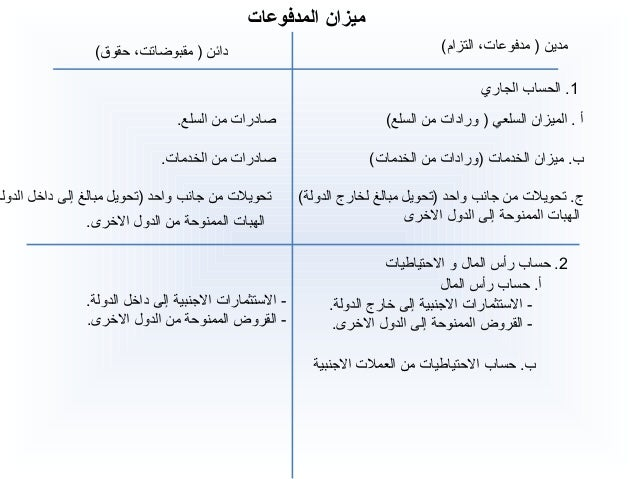 ميزان المدفوعات
مدين ( مدفوعات، التزام)
دائن ( مقبوضاتت، حقوق)
1. الحساب الجاري
أ . الميزان السلعي ( ورادات من السلع)
صادرات من السلع.
ب. ميزان الخدمات (ورادات من الخدمات)
صادرات من الخدمات.
ج. تحويلات من جانب واحد (تحويل مبالغ لخارج الدولة)
الهبات الممنوحة إلى الدول الاخرى
تحويلات من جانب واحد (تحويل مبالغ إلى داخل
الهبات الممنوحة من الدول الاخرى.
2. حساب رأس المال و الاحتياطيات
أ. حساب رأس المال
- الاستثمارات الاجنبية إلى خارج الدولة.
- القروض الممنوحة إلى الدول الاخرى.
- الاستثمارات الاجنبية إلى داخل الدولة.
- القروض الممنوحة من الدول الاخرى.
ب. حساب الاحتياطيات من العملات الاجنبية